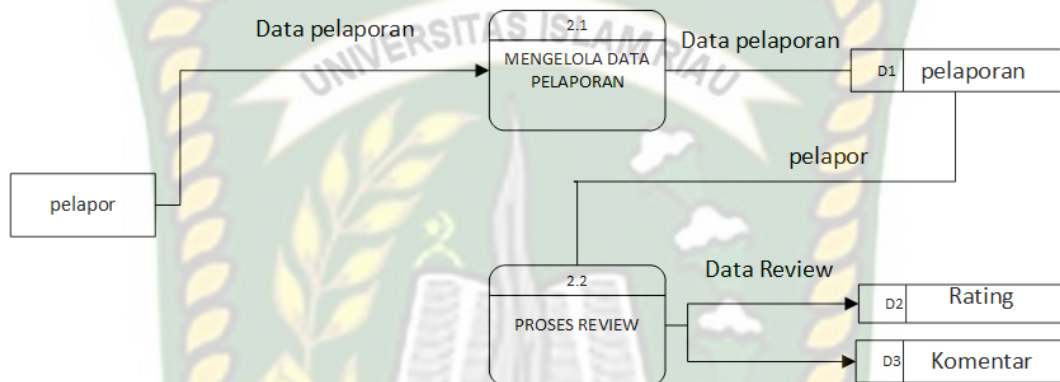 Data pelaporan
2.1
MENGELOLA DATA
PELAPORAN
Data pelaporan
D1 pelaporan
UNIVERSITAS ISLAM RIAU
pelapor
pelapor
2.2
PROSES REVIEW
Data Review
D2 Rating
D3 Komentar